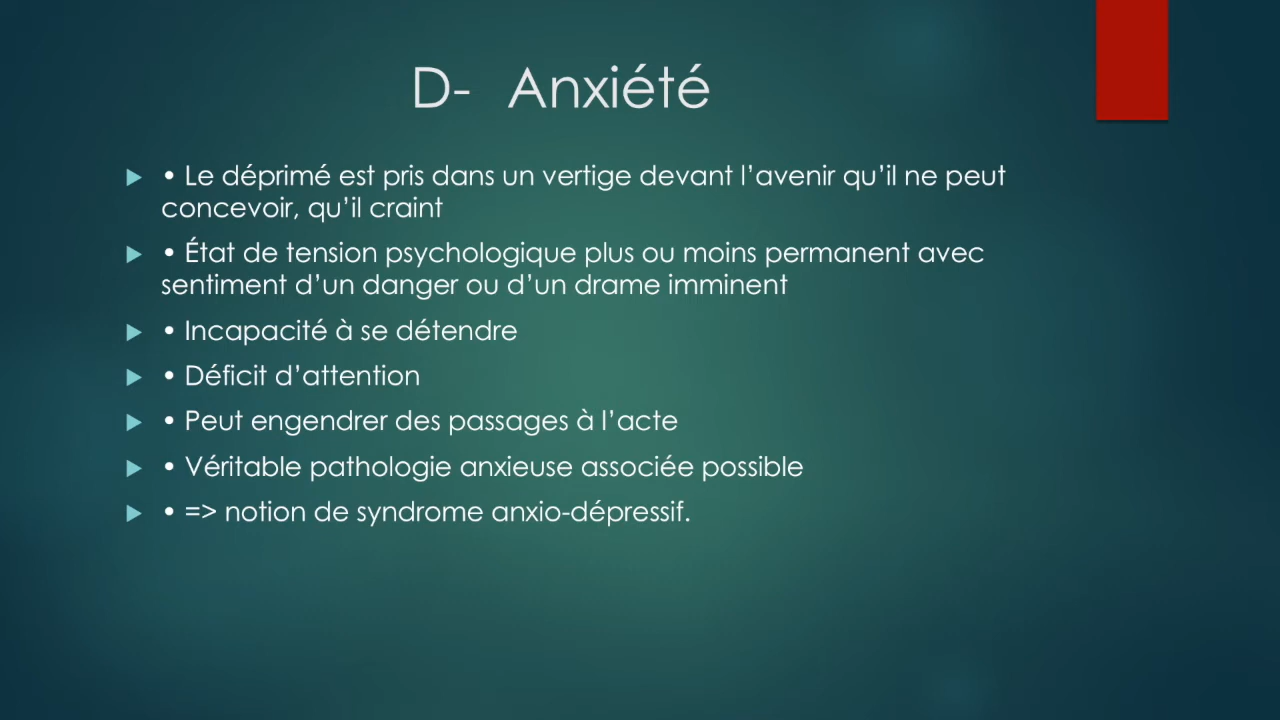 D- Anxiété
• Le déprimé est pris dans un vertige devant l’avenir qu’il ne peut
concevoir, qu’il craint
• État de tension psychologique plus ou moins permanent avec
sentiment d’un danger ou d’un drame imminent
• Incapacité à se détendre
• Déficit d’attention
• Peut engendrer des passages à l’acte
• Véritable pathologie anxieuse associée possible
• => notion de syndrome anxio-dépressif.